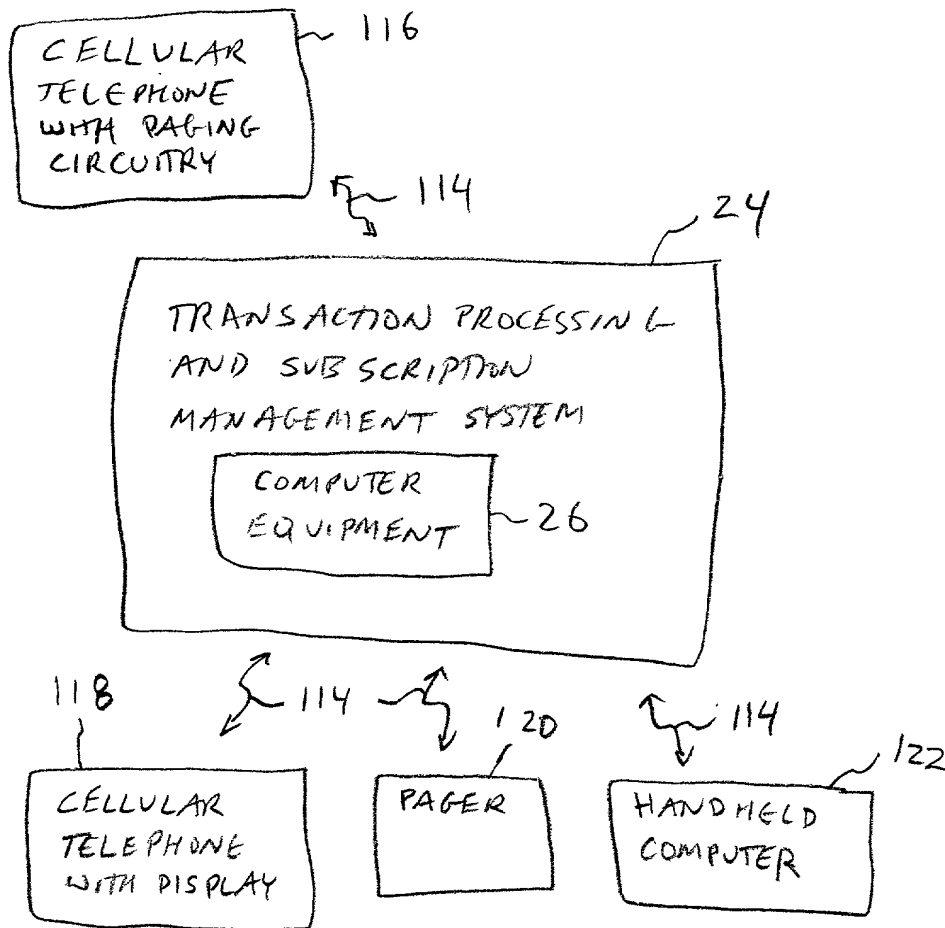 CELLULAR
TELEPHONE
WITH PAGING
CIRCUITRY
116
114
24
TRANSACTION PROCESSING
AND SUBSCRIPTION
MANAGEMENT SYSTEM
COMPUTER
EQUIPMENT
26
118
114
120
114
122
CELLULAR
TELEPHONE
WITH DISPLAY
PAGER
HANDHELD
COMPUTER